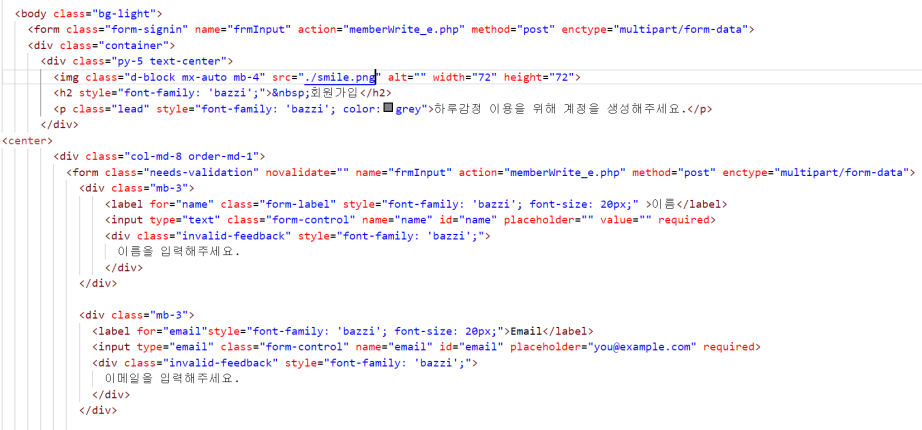 <body class="bg-light">
<form class="form-signin" name="frmInput" action="memberWrite_e.php" method="post" enctype="multipart/form-data">
<div class="container">
<div class="py-5 text-center">
<img class="d-block mx-auto mb-4" src="./smile.png" alt="" width="72" height="72">
<h2 style="font-family: 'bazzi';">&nbsp;회원가입</h2>
<p class="lead" style="font-family: 'bazzi'; color:grey">하루감정 이용을 위해 계정을 생성해주세요.</p>
</div>
<center>
<div class="col-md-8 order-md-1">
<form class="needs-validation" novalidate="" name="frmInput" action="memberWrite_e.php" method="post" enctype="multipart/form-data">
<div class="mb-3">
<label for="name" class="form-label" style="font-family: 'bazzi'; font-size: 20px;" >이름</label>
<input type="text" class="form-control" name="name" id="name" placeholder="" value="" required>
<div class="invalid-feedback" style="font-family: 'bazzi';">
이름을 입력해주세요.
</div>
</div>
<div class="mb-3">
<label for="email"style="font-family: 'bazzi'; font-size: 20px;">Email</label>
<input type="email" class="form-control" name="email" id="email" placeholder="you@example.com" required>
<div class="invalid-feedback" style="font-family: 'bazzi';">
이메일을 입력해주세요.
</div>
</div>